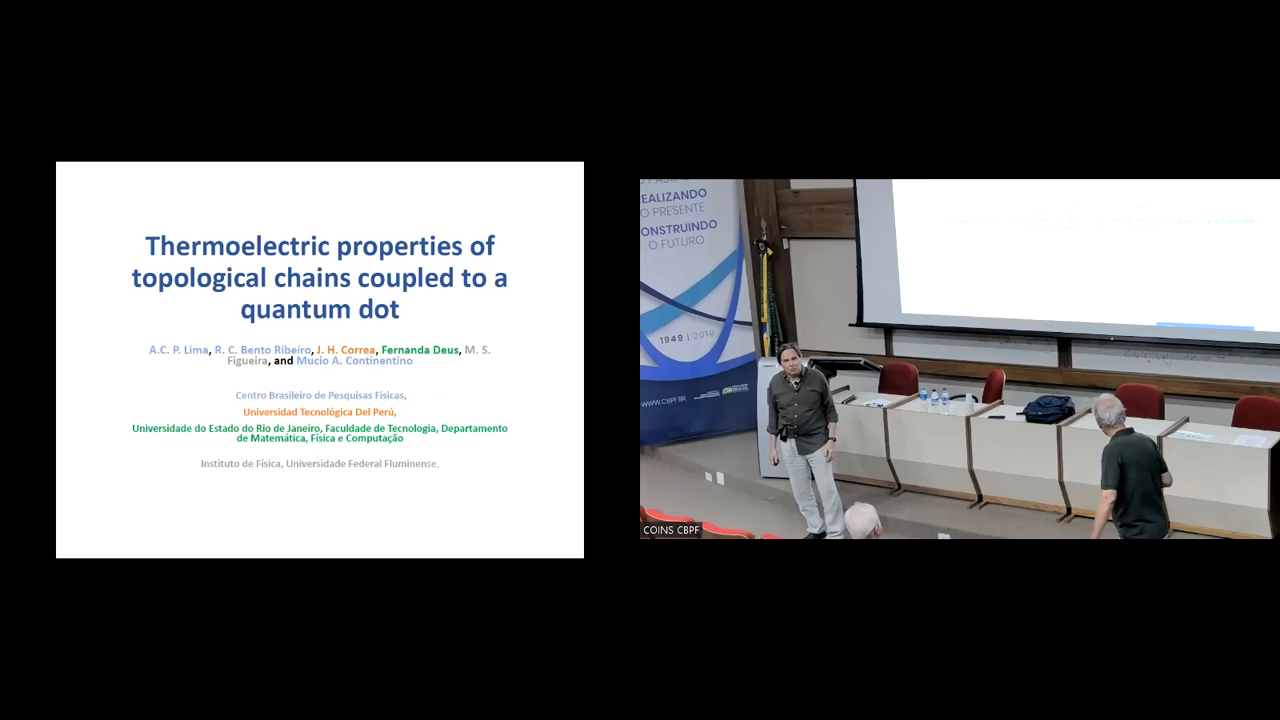 Thermoelectric properties of
topological chains coupled to a
quantum dot
A.C. P. Lima, R. C. Bento Ribeiro, J. H. Correa, Fernanda Deus, M. S.
Figueira, and Mucio A. Continentino
Centro Brasileiro de Pesquisas Físicas,
Universidad Tecnológica Del Perú,
Universidade do Estado do Rio de Janeiro, Faculdade de Tecnologia, Departamento
de Matemática, Física e Computação
Instituto de Física, Universidade Federal Fluminense,
EALIZANDO
O PRESENTE
ONSTRUINDO
O FUTURO
1949 | 2019
WWW.CBPF.BR
COINS CBPF